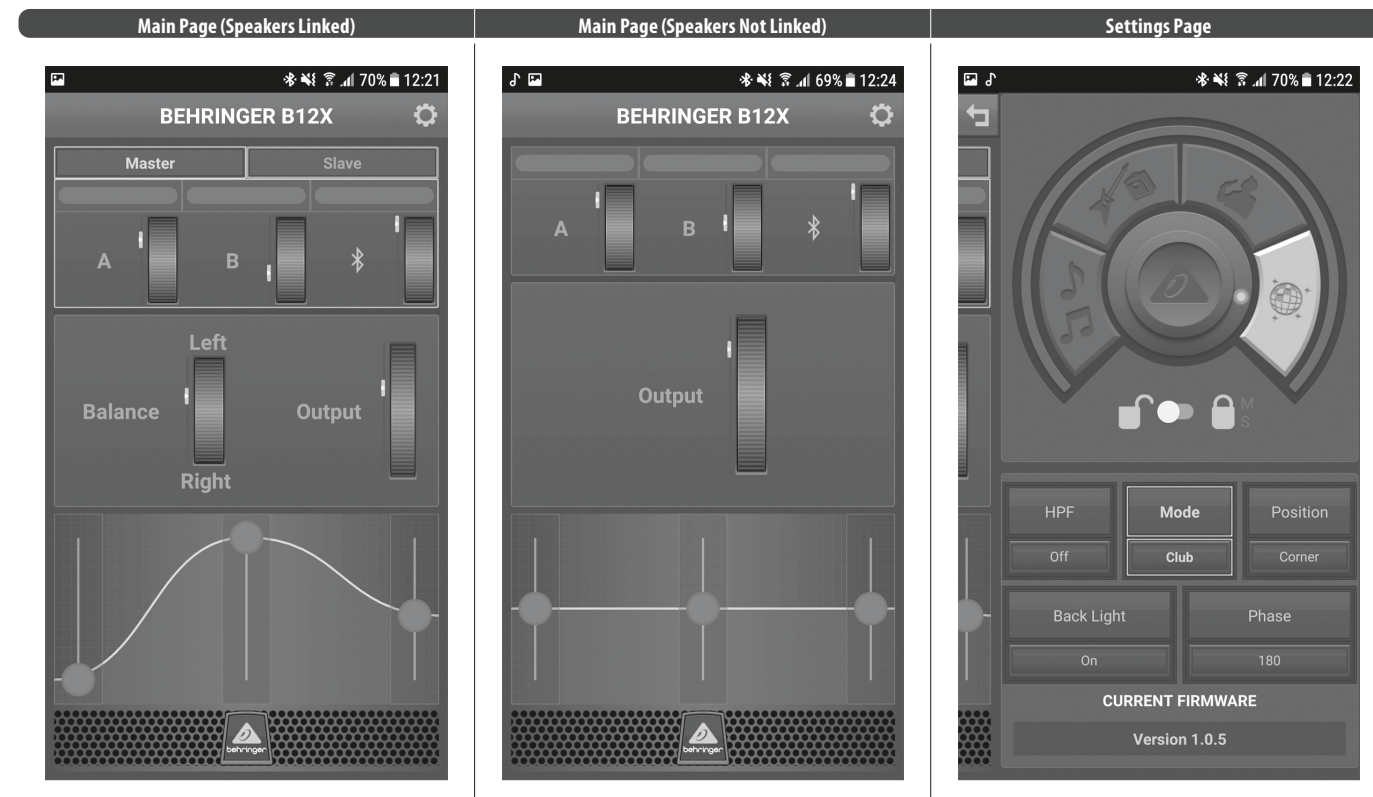 Main Page (Speakers Linked)
Main Page (Speakers Not Linked)
Settings Page
70% 12:21
BEHRINGER B12X
Master
Slave
A
B
Left
Balance
Output
Right
behringer
69% 12:24
BEHRINGER B12X
A
B
Output
behringer
70% 12:22
M
S
HPF
Mode
Position
Off
Club
Corner
Back Light
Phase
On
180
CURRENT FIRMWARE
Version 1.0.5